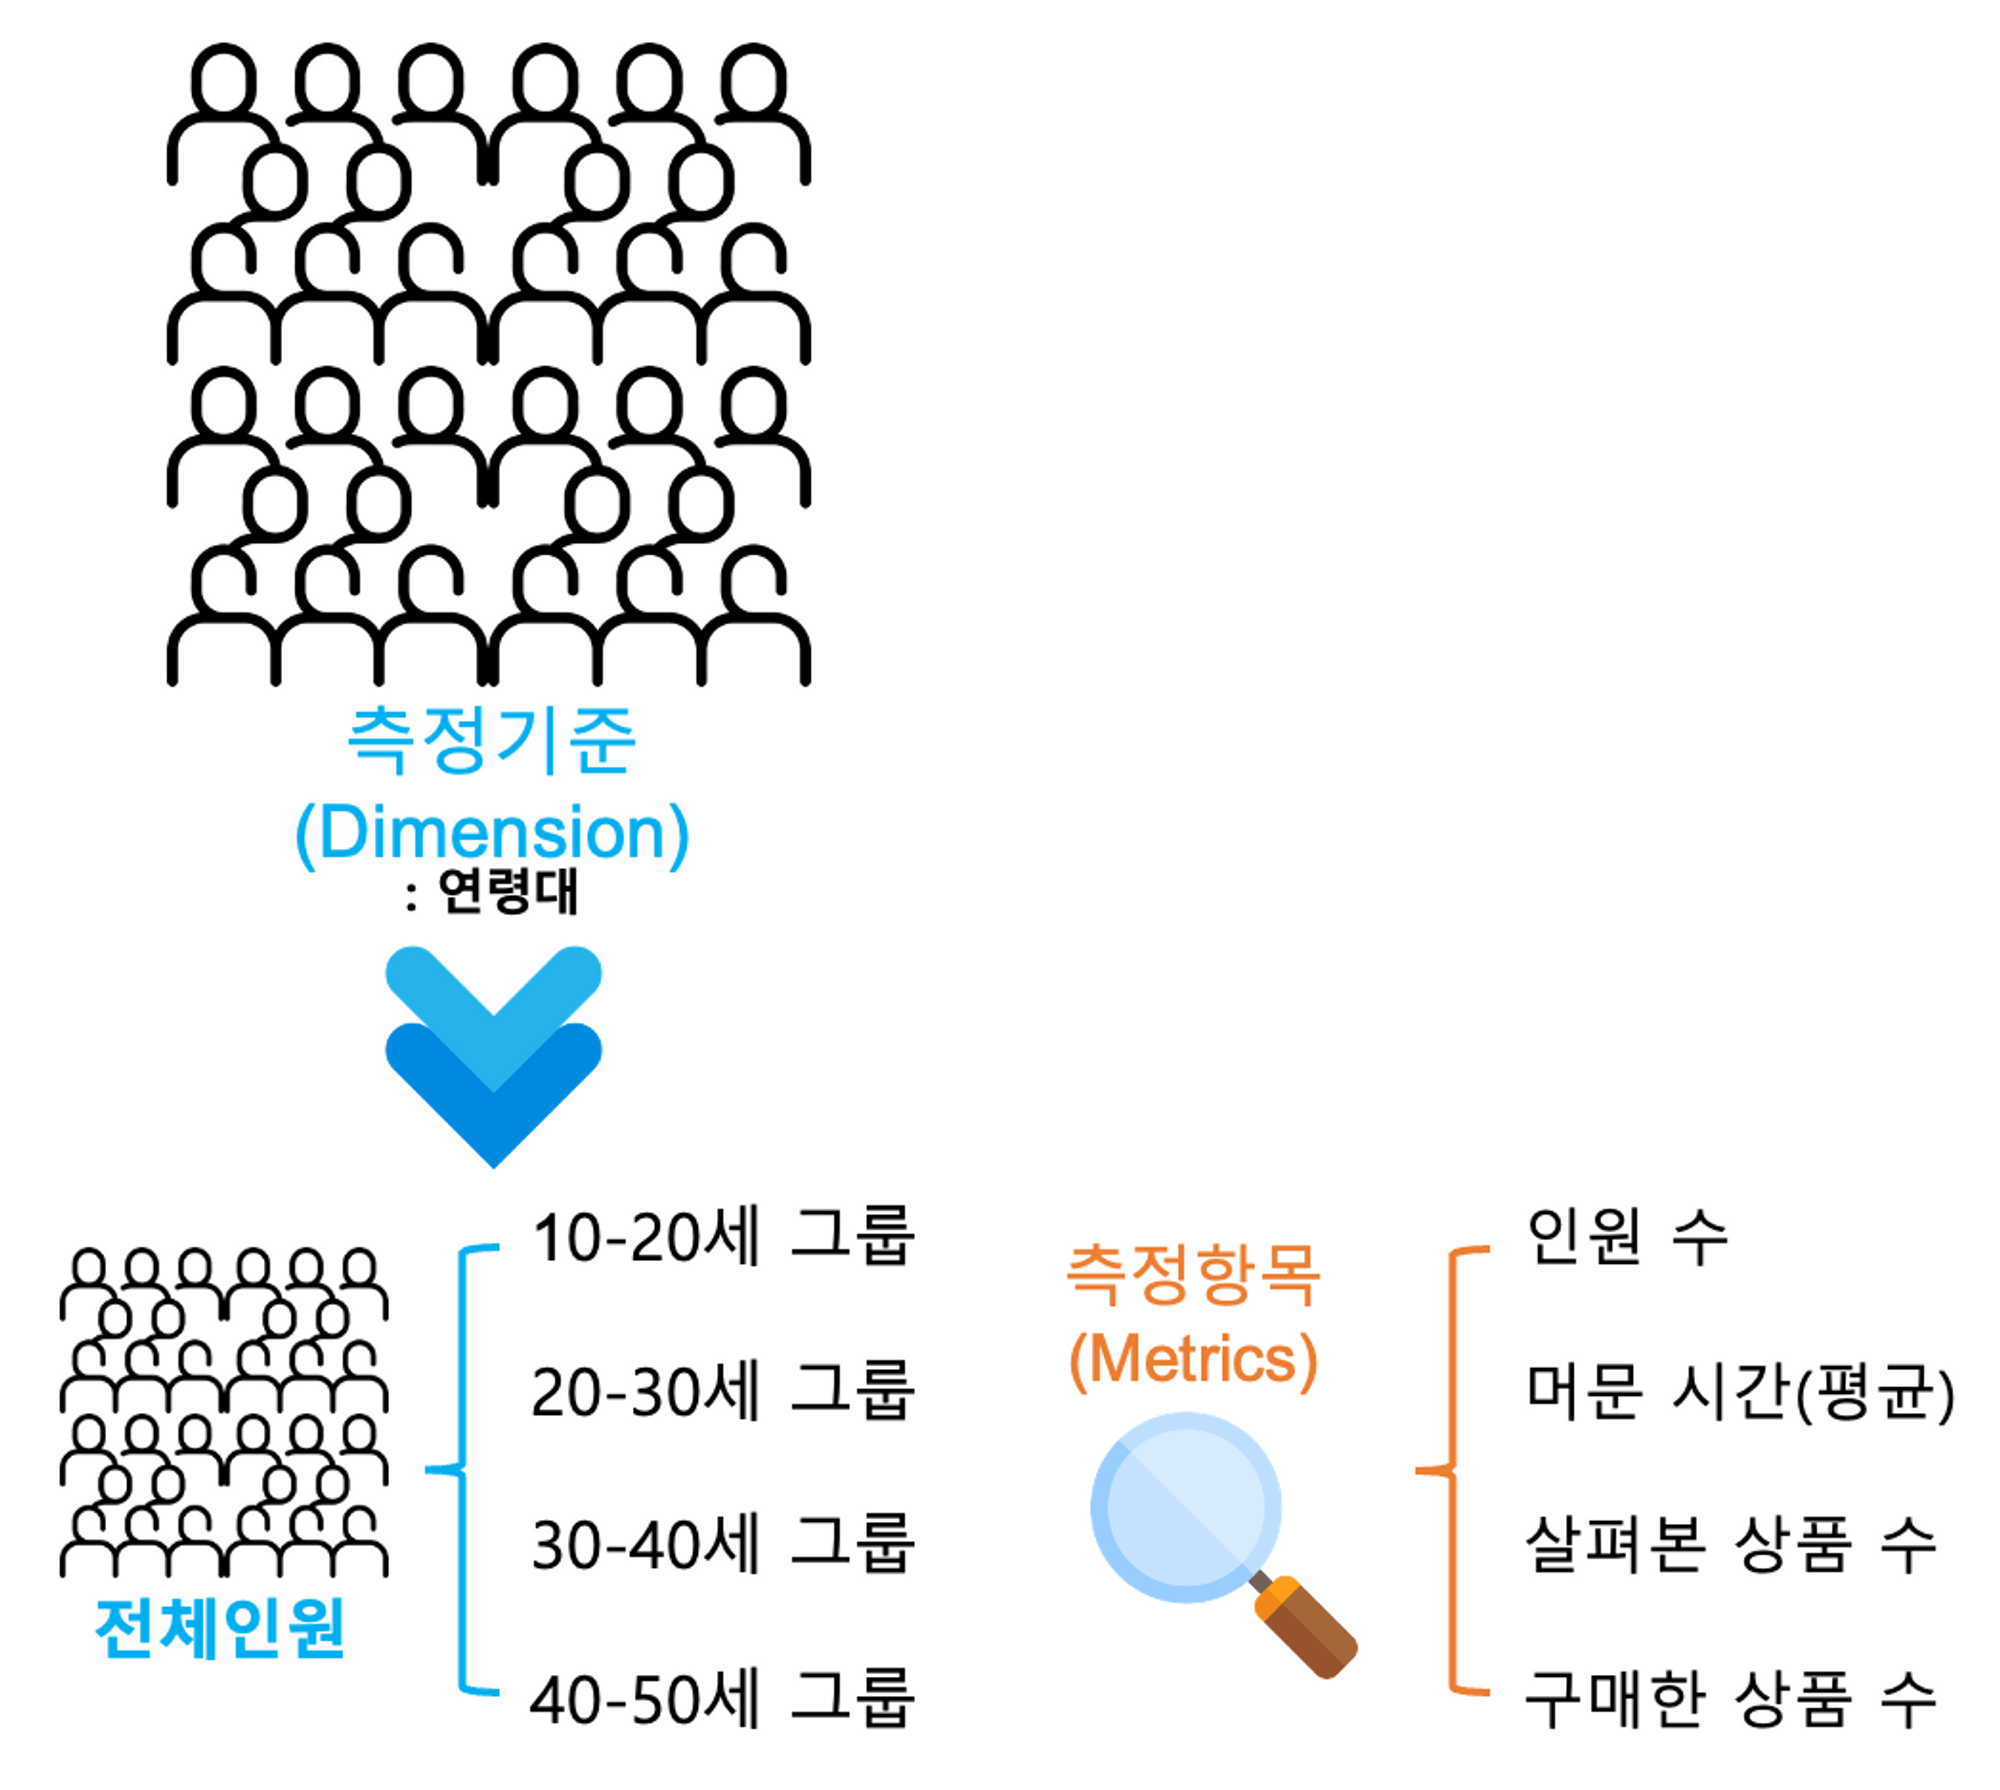 측정기준
(Dimension)
: 연령대
전체인원
10-20세 그룹
20-30세 그룹
30-40세 그룹
40-50세 그룹
측정항목
(Metrics)
인원 수
머문 시간(평균)
살펴본 상품 수
구매한 상품 수